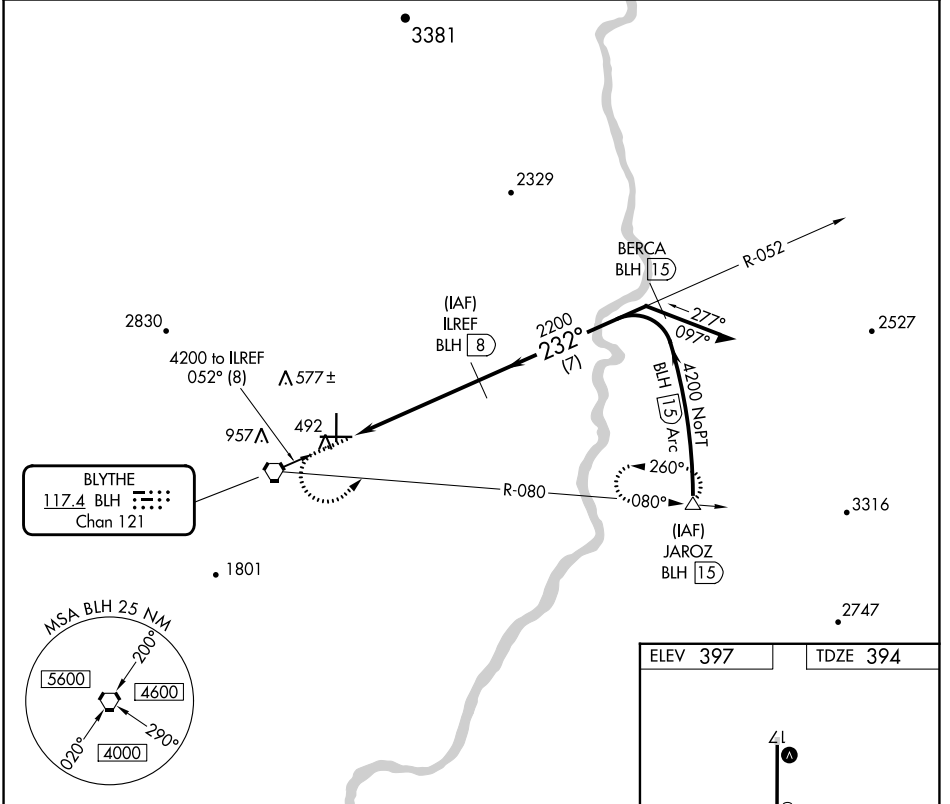 3381
2329
BERCA
BLH 15
R-052
277°
097°
2527
(IAF)
ILREF
BLH 8
2200
232°
(7)
2830
4200 to ILREF
052° (8)
577 ±
957
492
4200 NoPT
BLH 15 Arc
BLYTHE
117.4 BLH
Chan 121
R-080
260°
080°
3316
(IAF)
JAROZ
BLH 15
1801
2747
MSA BLH 25 NM
200°
5600
4600
290°
020°
4000
ELEV 397
TDZE 394
17
V